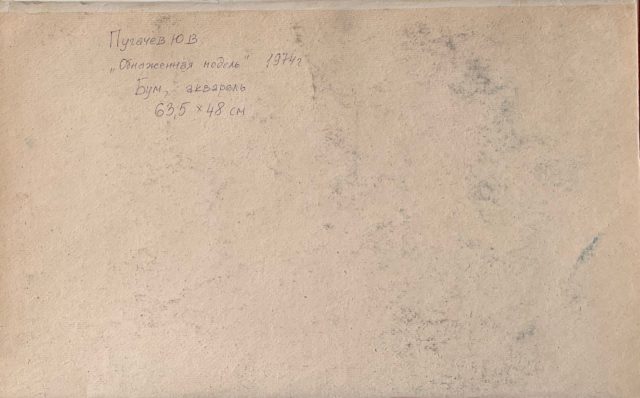 Пугачев Ю В
„Обнаженная модель" 1974г
Бум, акварель
63,5 × 48 см